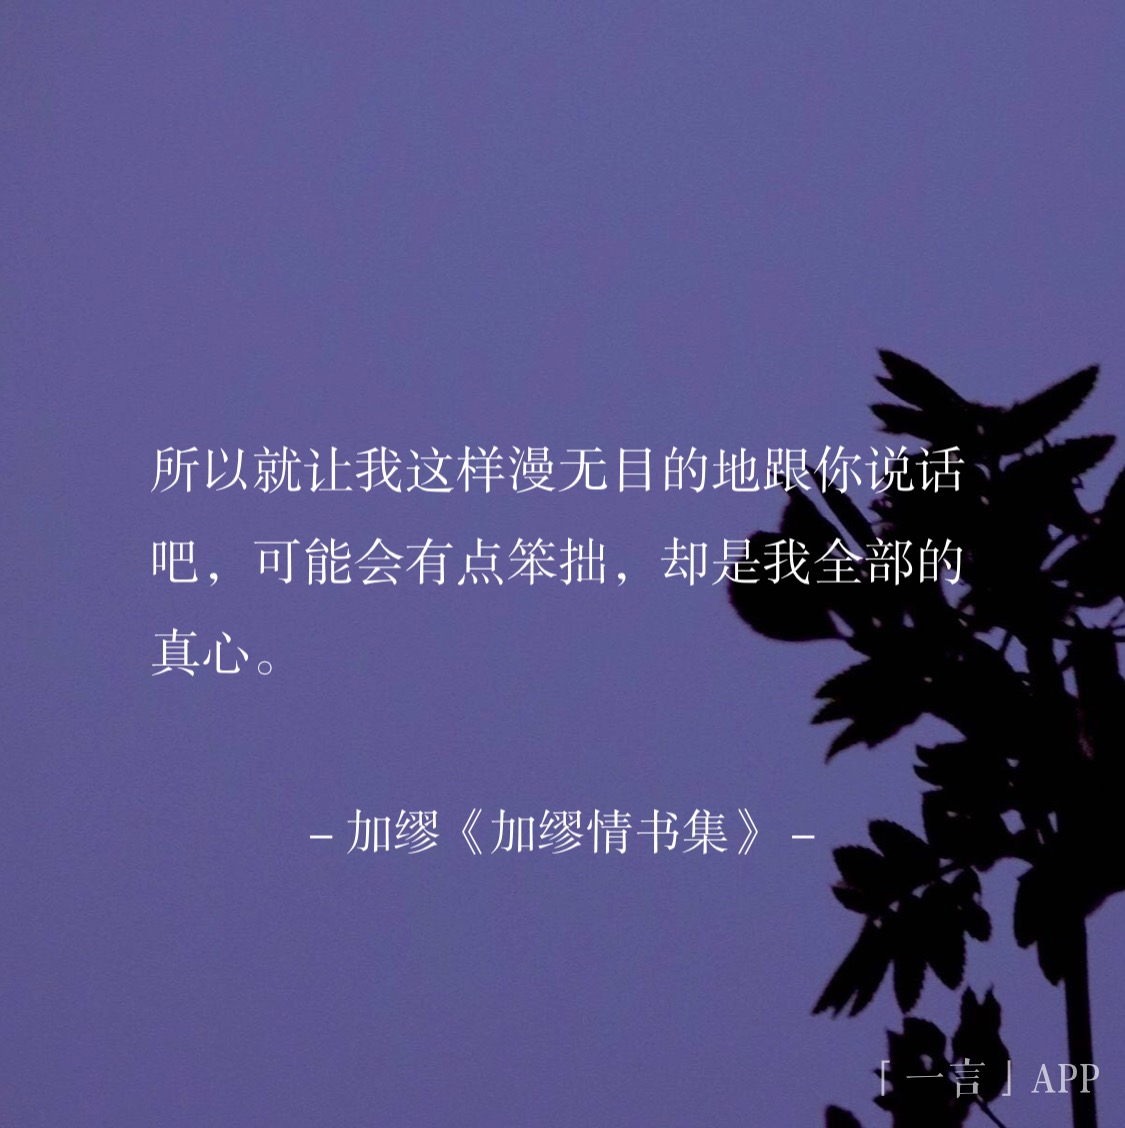 所以就让我这样漫无目的地跟你说话
吧，可能会有点笨拙，却是我全部的
真心。
– 加缪《加缪情书集》 –
「一言」APP